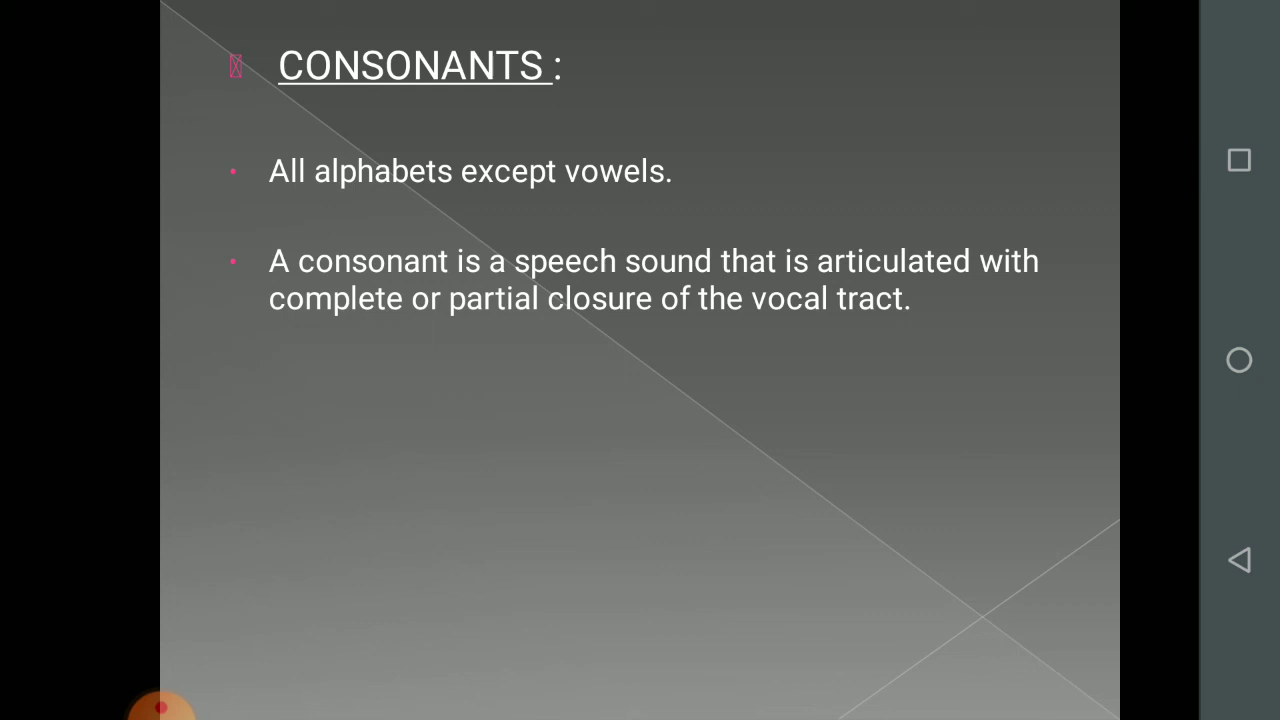 CONSONANTS :
• All alphabets except vowels.
• A consonant is a speech sound that is articulated with
complete or partial closure of the vocal tract.